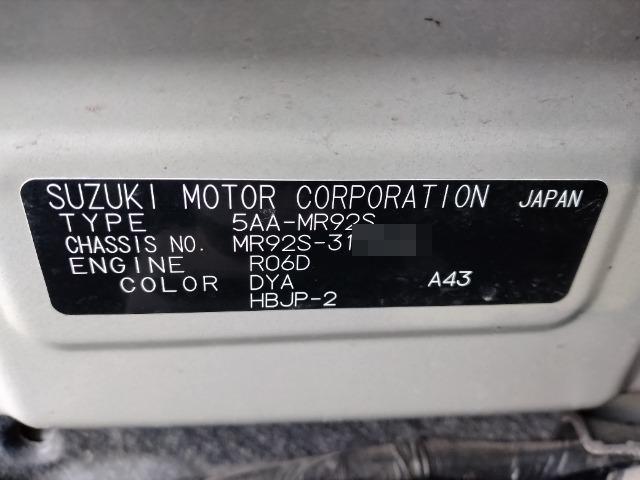 SUZUKI MOTOR CORPORATION JAPAN
TYPE 5AA-MR92S
CHASSIS NO. MR92S-31
ENGINE R06D
COLOR DYA A43
HBJP-2